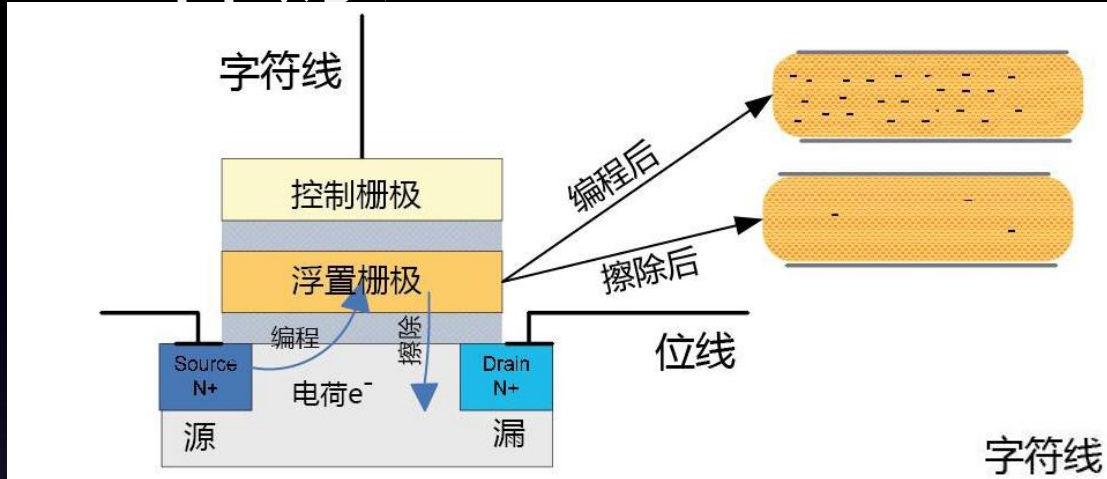 字符线
控制栅极
浮置栅极
编程
擦除
Source
N+
电荷e⁻
Drain
N+
源
漏
位线
编程后
擦除后
字符线